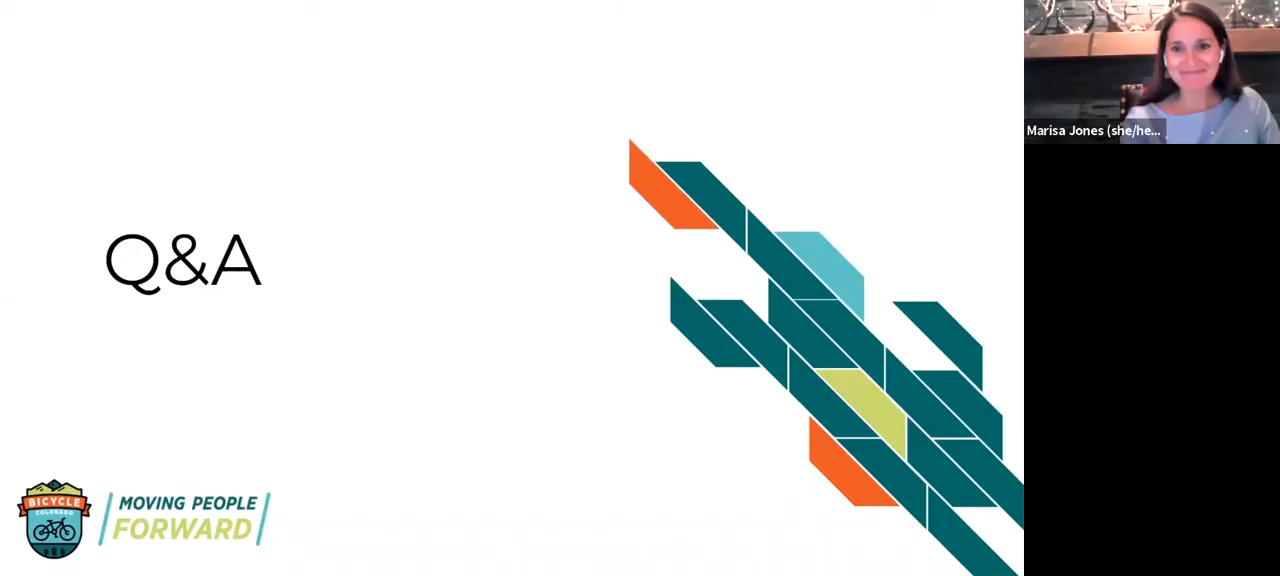 Marisa Jones (she/he...
Q&A
BICYCLE
COLORADO
MOVING PEOPLE
FORWARD